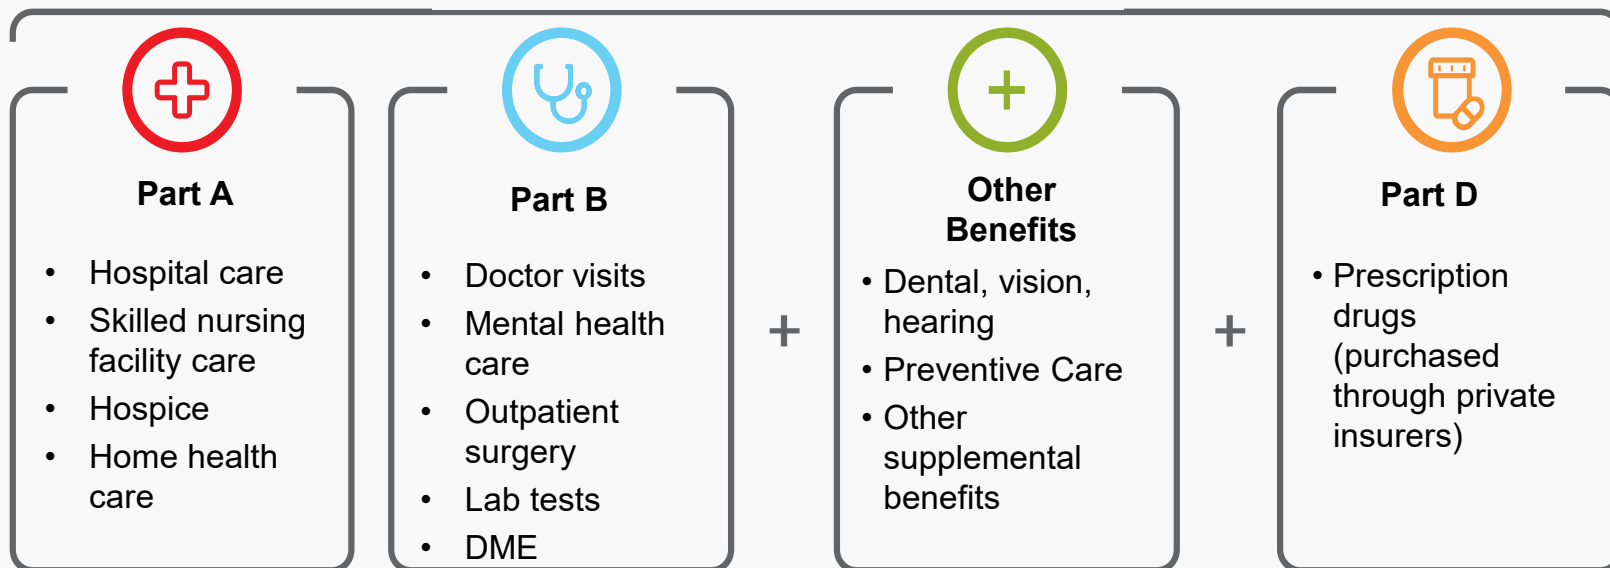 Part A
• Hospital care
• Skilled nursing
facility care
• Hospice
• Home health
care
Part B
• Doctor visits
• Mental health
care
• Outpatient
surgery
• Lab tests
• DME
+
Other
Benefits
• Dental, vision,
hearing
• Preventive Care
• Other
supplemental
benefits
+
Part D
• Prescription
drugs
(purchased
through private
insurers)